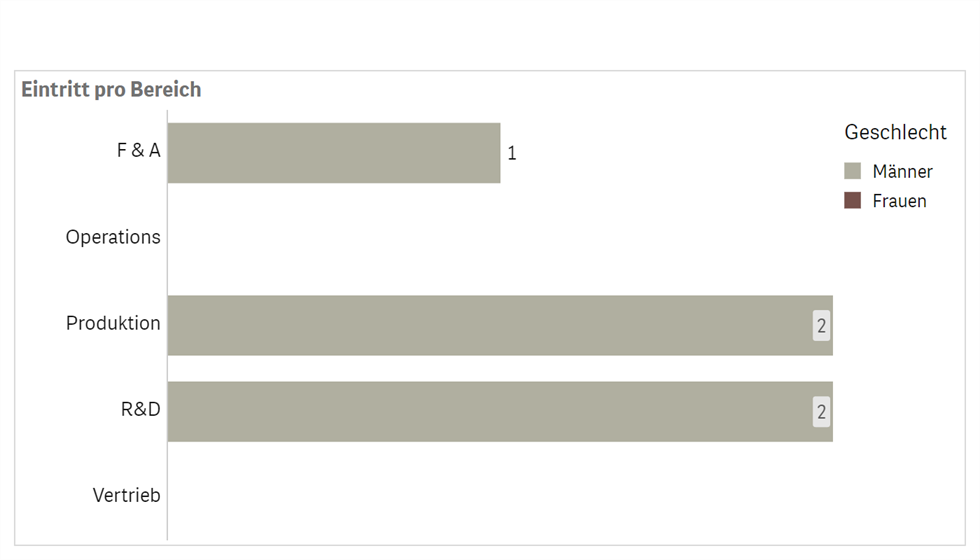 Eintritt pro Bereich
F & A
1
Geschlecht
Männer
Frauen
Operations
Produktion
2
R&D
2
Vertrieb